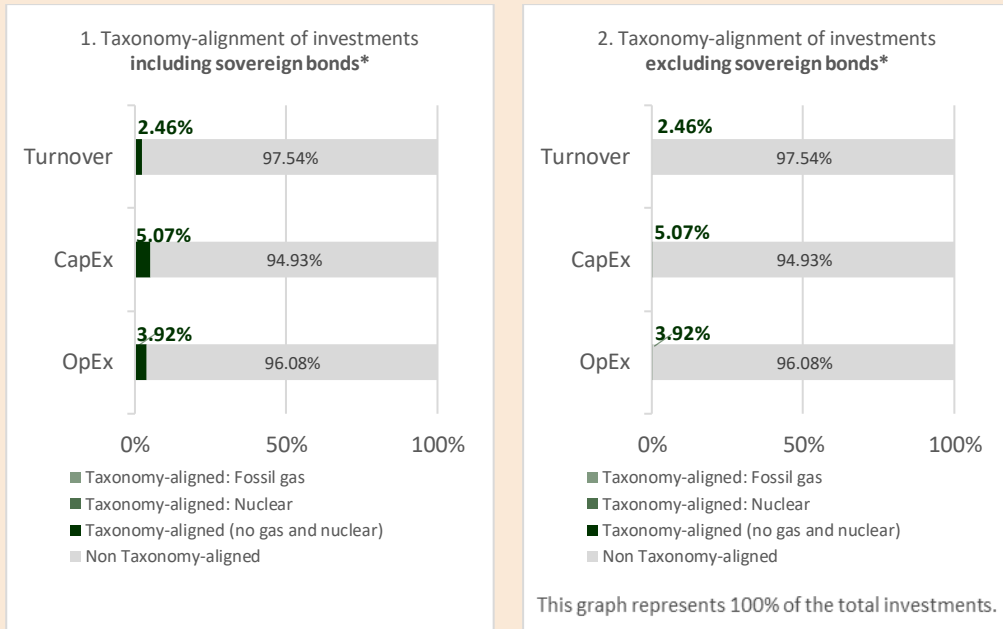 1. Taxonomy-alignment of investments
including sovereign bonds*
2.46%
Turnover
97.54%
5.07%
CapEx
94.93%
3.92%
OpEx
96.08%
0%
50%
100%
Taxonomy-aligned: Fossil gas
Taxonomy-aligned: Nuclear
Taxonomy-aligned (no gas and nuclear)
Non Taxonomy-aligned
2. Taxonomy-alignment of investments
excluding sovereign bonds*
2.46%
Turnover
97.54%
5.07%
CapEx
94.93%
3.92%
OpEx
96.08%
0%
50%
100%
Taxonomy-aligned: Fossil gas
Taxonomy-aligned: Nuclear
Taxonomy-aligned (no gas and nuclear)
Non Taxonomy-aligned
This graph represents 100% of the total investments.